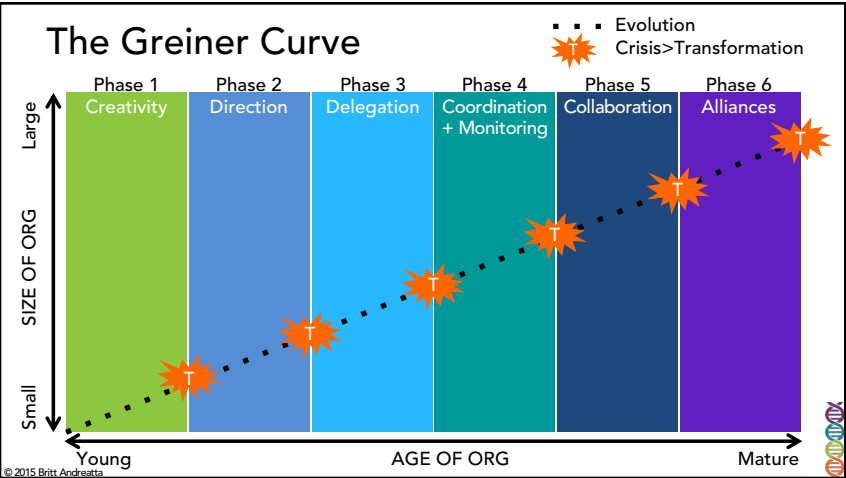 The Greiner Curve
Evolution
Crisis>Transformation
Phase 1
Phase 2
Phase 3
Phase 4
Phase 5
Phase 6
Creativity
Direction
Delegation
Coordination
+ Monitoring
Collaboration
Alliances
Large
SIZE OF ORG
Small
T
T
T
T
T
T
Young
AGE OF ORG
Mature
© 2015 Britt Andreatta